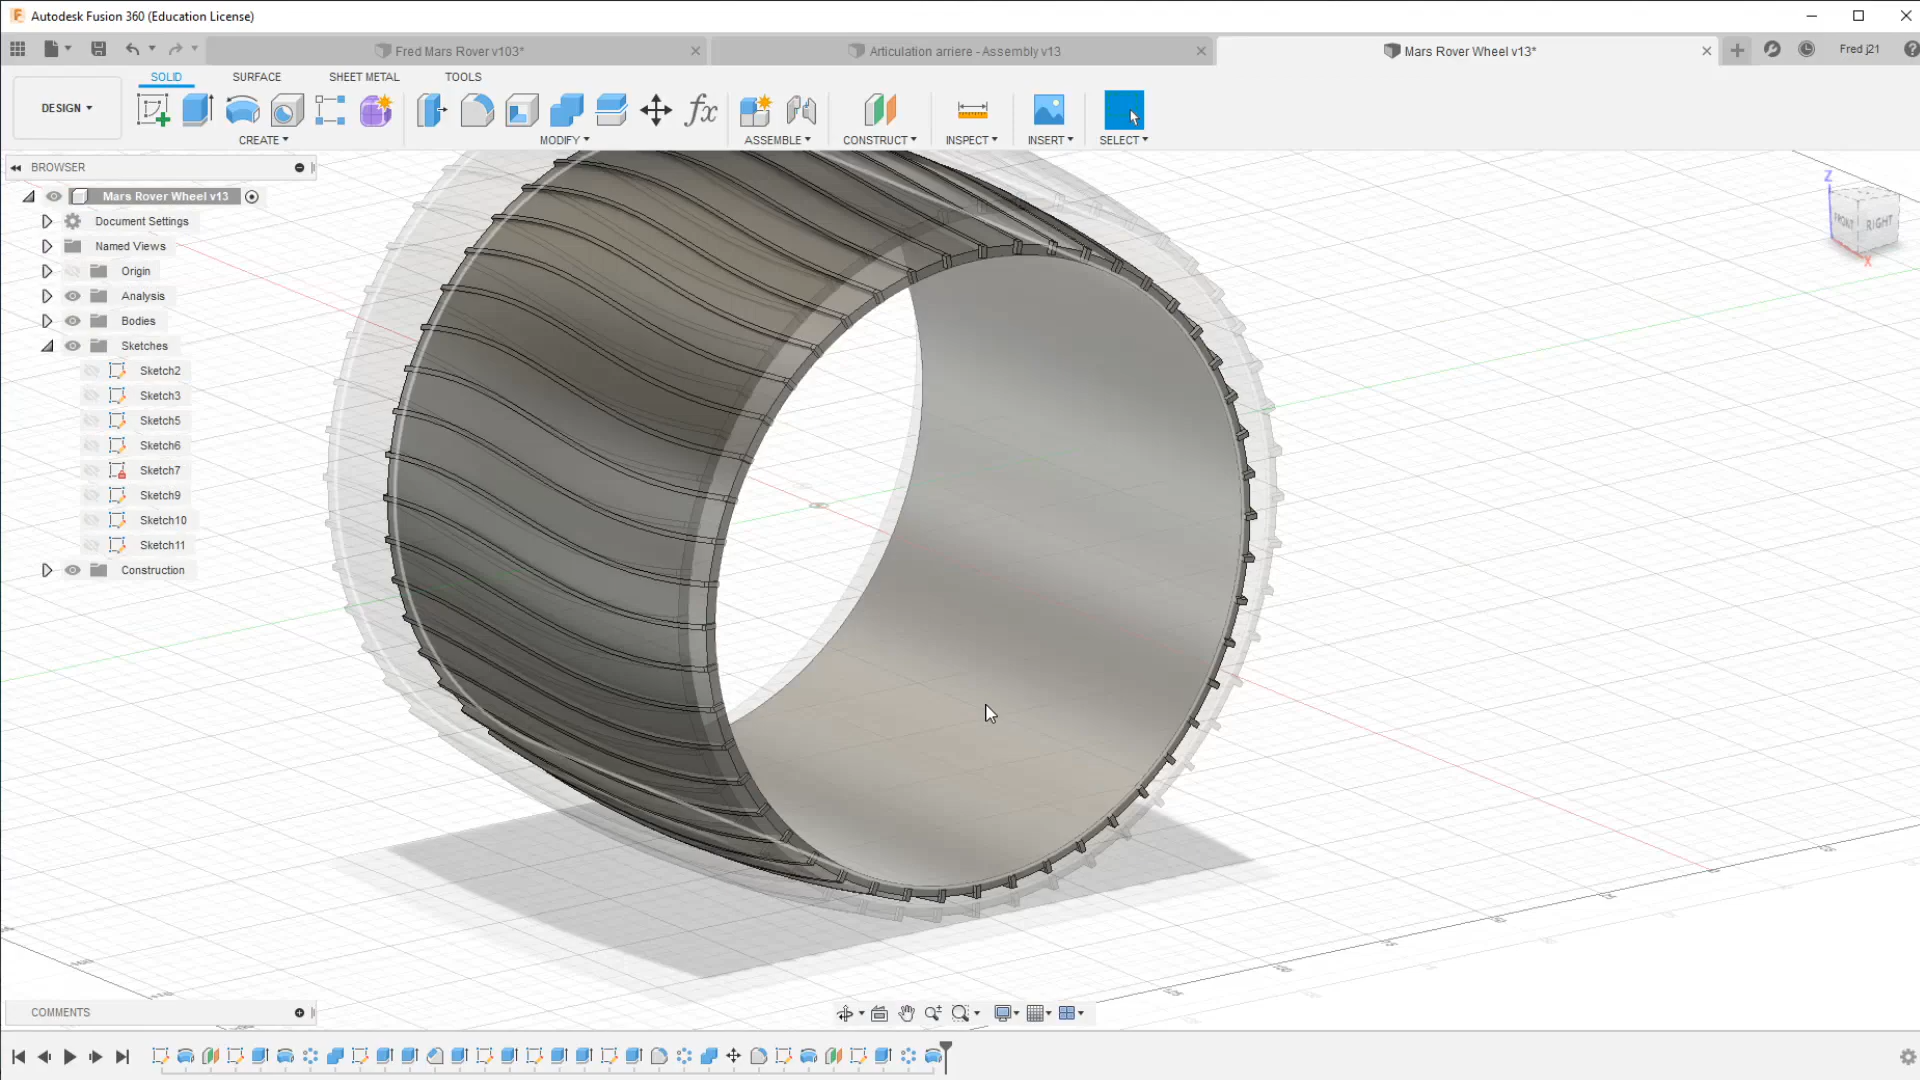 Autodesk Fusion 360 (Education License)
Fred Mars Rover v103*
Articulation arriere - Assembly v13
Mars Rover Wheel v13*
Fred j21
SOLID
SURFACE
SHEET METAL
TOOLS
DESIGN
CREATE
MODIFY
ASSEMBLE
CONSTRUCT
INSPECT
INSERT
SELECT
BROWSER
Mars Rover Wheel v13
Document Settings
Named Views
Origin
Analysis
Bodies
Sketches
Sketch2
Sketch3
Sketch5
Sketch6
Sketch7
Sketch9
Sketch10
Sketch11
Construction
Z
FRONT
RIGHT
X
COMMENTS